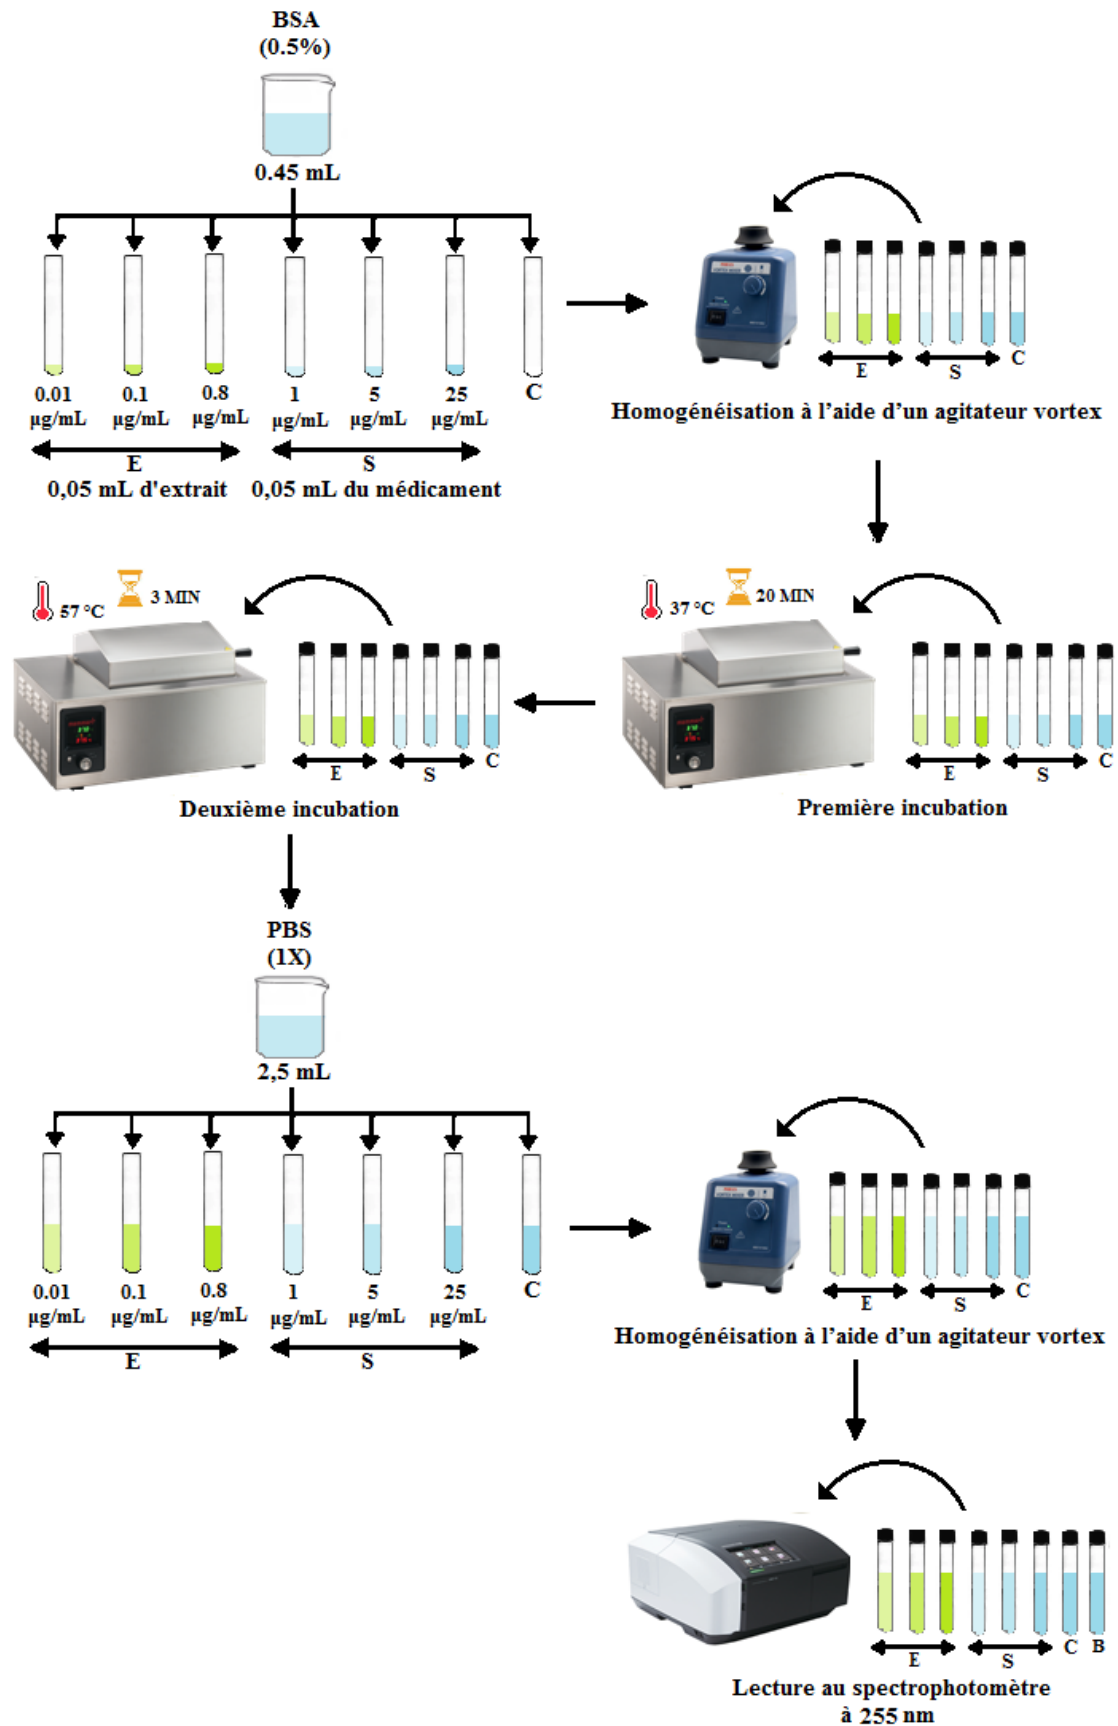 BSA
(0.5%)
0.45 mL
0.01 0.1 0.8 1 5 25 C
µg/mL µg/mL µg/mL µg/mL µg/mL µg/mL
E S
0,05 mL d'extrait 0,05 mL du médicament
E S C
Homogénéisation à l'aide d'un agitateur vortex
37 °C 20 MIN
E S C
Première incubation
57 °C 3 MIN
E S C
Deuxième incubation
PBS
(1X)
2,5 mL
0.01 0.1 0.8 1 5 25 C
µg/mL µg/mL µg/mL µg/mL µg/mL µg/mL
E S
E S C
Homogénéisation à l'aide d'un agitateur vortex
E S C B
Lecture au spectrophotomètre
à 255 nm